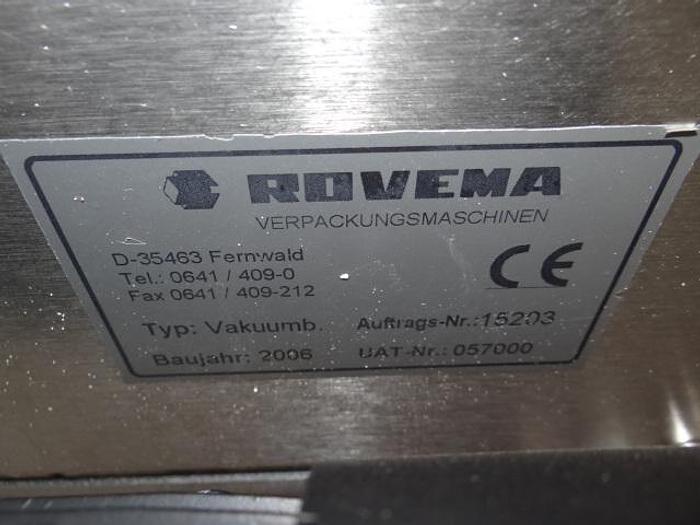 ROVEMA
VERPACKUNGSMASCHINEN
D-35463 Fernwald
Tel.: 0641 / 409-0
Fax 0641 / 409-212
CE
Typ: Vakuumb. Auftrags-Nr.:15203
Baujahr: 2006 UAT-Nr.: 057000